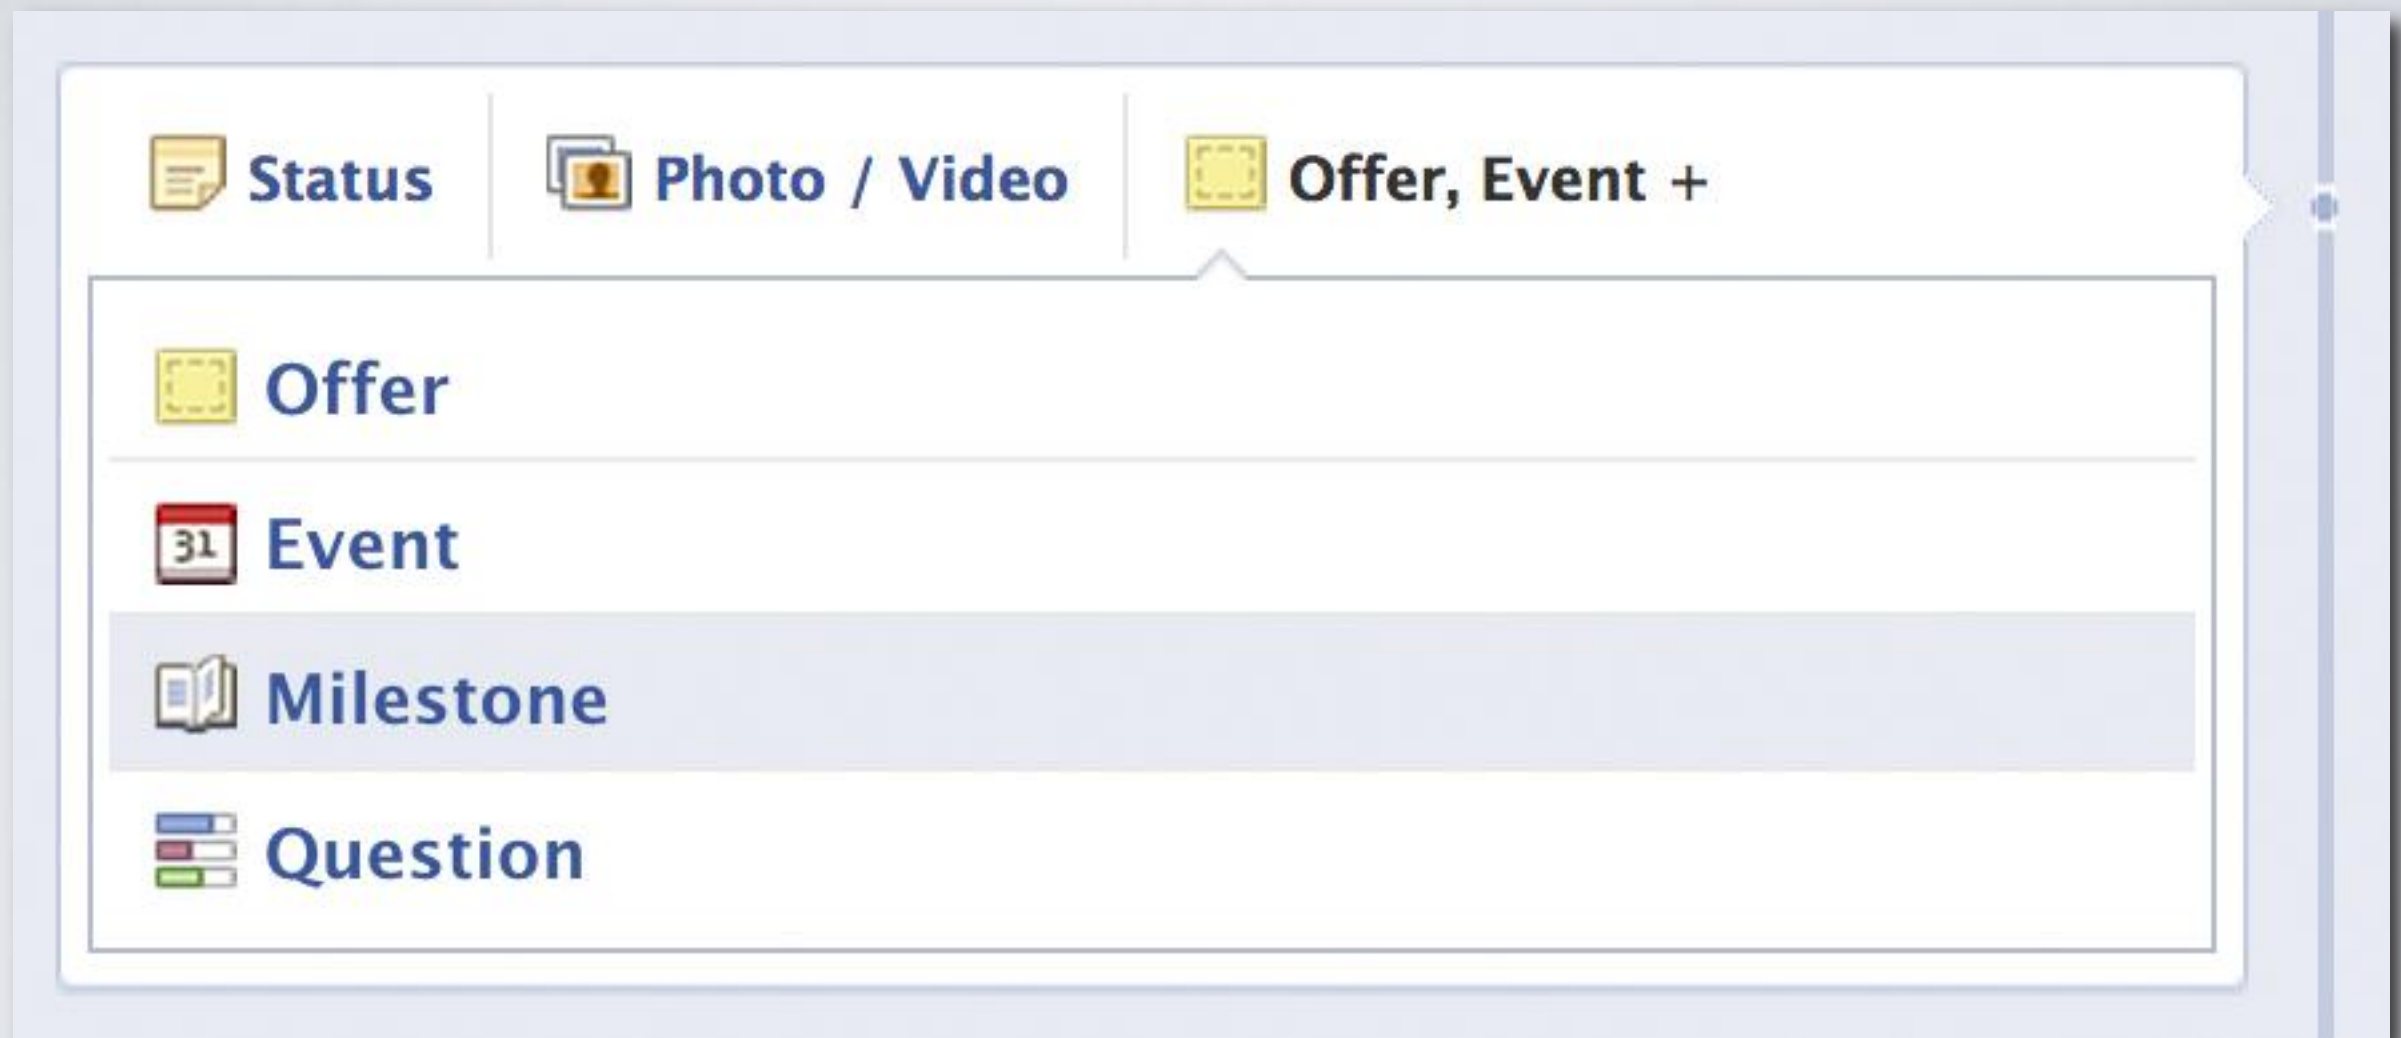 Status Photo / Video Offer, Event +
Offer
31 Event
Milestone
Question